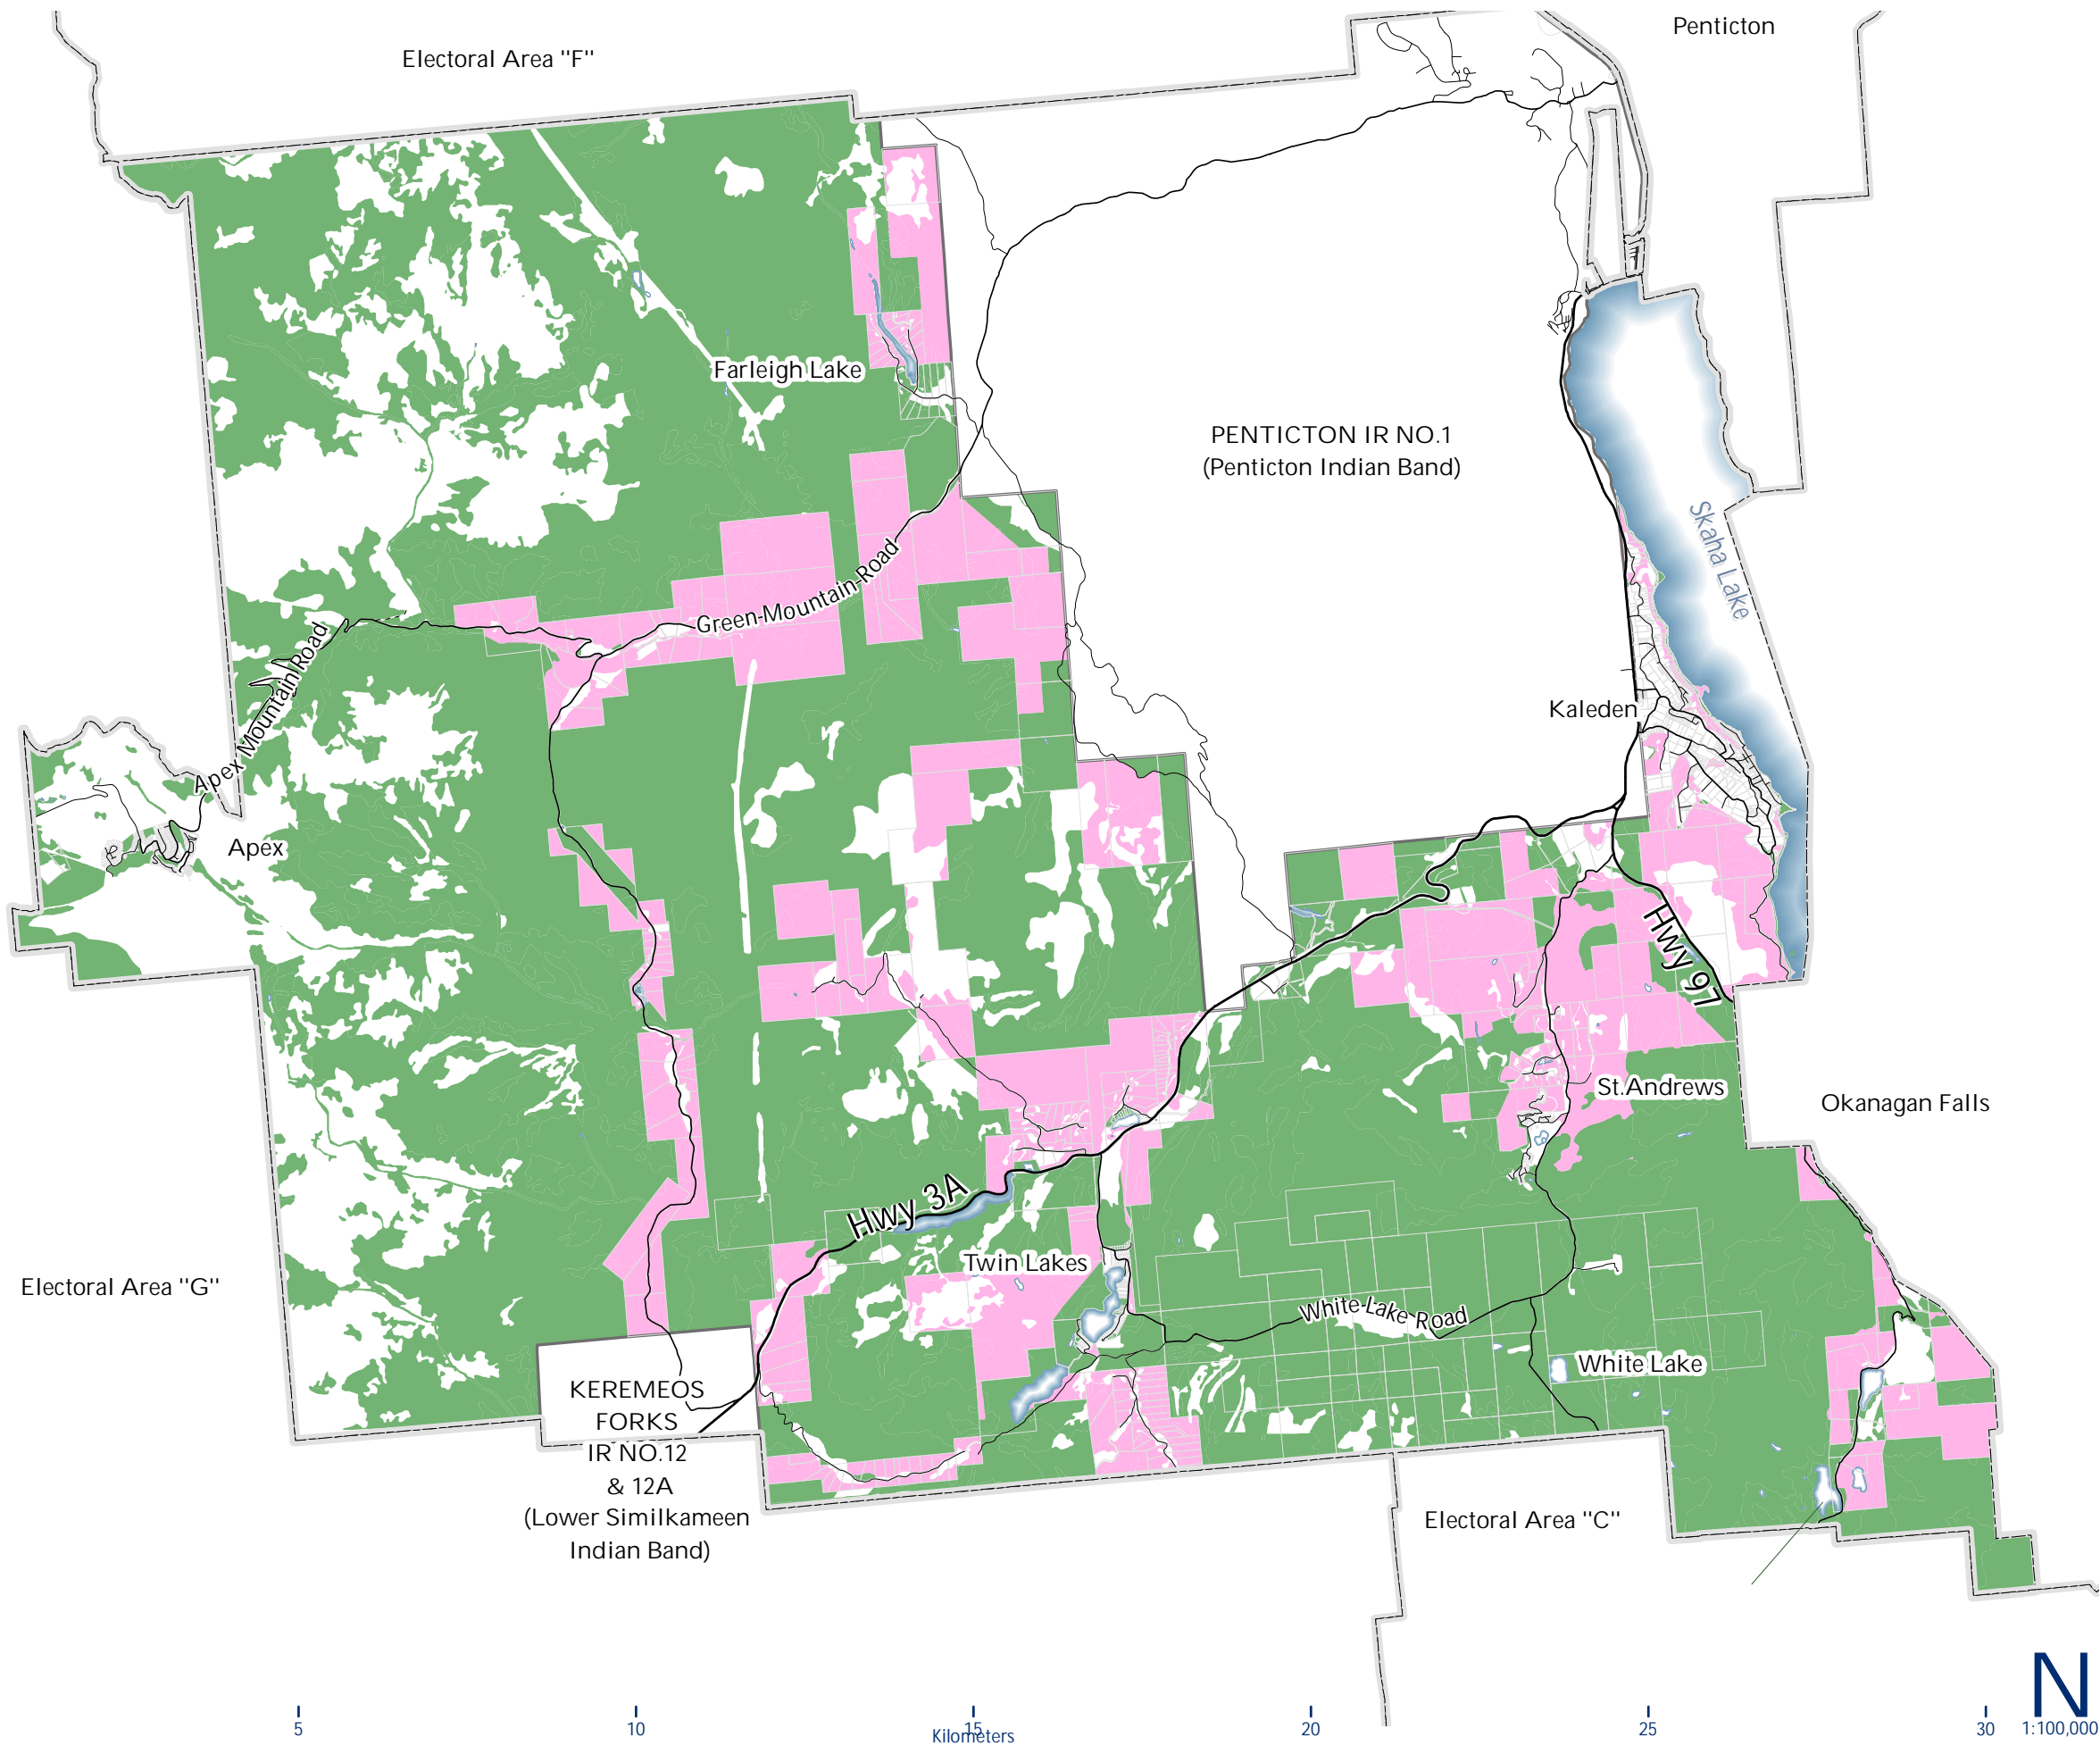 Penticton
Electoral Area "F"
Farleigh Lake
PENTICTON IR NO.1
(Penticton Indian Band)
Skaha Lake
Green Mountain Road
Apex Mountain Road
Kaleden
Apex
Hwy 97
St.Andrews
Okanagan Falls
Hwy 3A
Twin Lakes
Electoral Area "G"
White Lake Road
White Lake
KEREMEOS
FORKS
IR NO.12
& 12A
(Lower Similkameen
Indian Band)
Electoral Area "C"
N
5 10 15 20 25 30 1:100,000
Kilometers